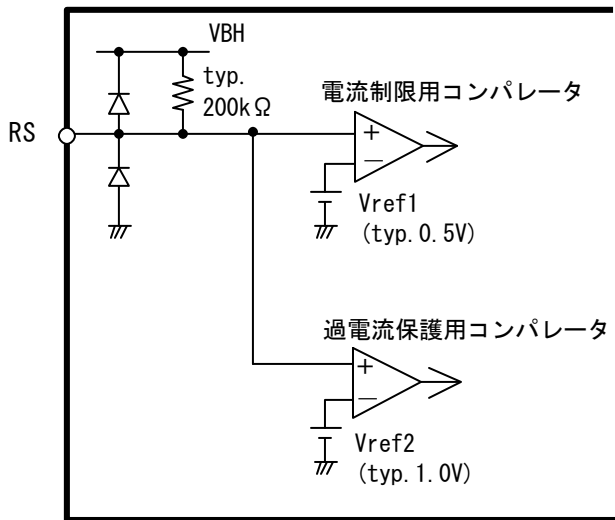 VBH
typ.
200kΩ
RS
電流制限用コンパレータ
+
−
Vref1
(typ.0.5V)
過電流保護用コンパレータ
+
−
Vref2
(typ.1.0V)